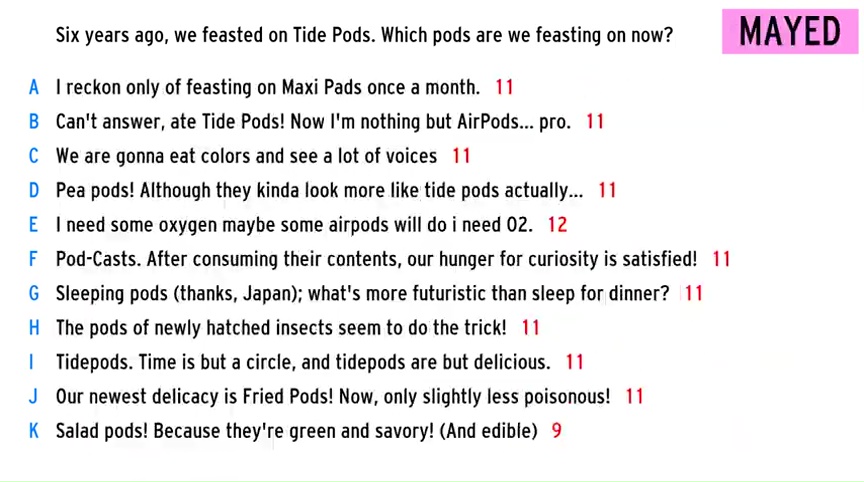 Six years ago, we feasted on Tide Pods. Which pods are we feasting on now?
MAYED
A I reckon only of feasting on Maxi Pads once a month. 11
B Can't answer, ate Tide Pods! Now I'm nothing but AirPods... pro. 11
C We are gonna eat colors and see a lot of voices 11
D Pea pods! Although they kinda look more like tide pods actually... 11
E I need some oxygen maybe some airpods will do i need O2. 12
F Pod-Casts. After consuming their contents, our hunger for curiosity is satisfied! 11
G Sleeping pods (thanks, Japan); what's more futuristic than sleep for dinner? 11
H The pods of newly hatched insects seem to do the trick! 11
I Tidepods. Time is but a circle, and tidepods are but delicious. 11
J Our newest delicacy is Fried Pods! Now, only slightly less poisonous! 11
K Salad pods! Because they're green and savory! (And edible) 9